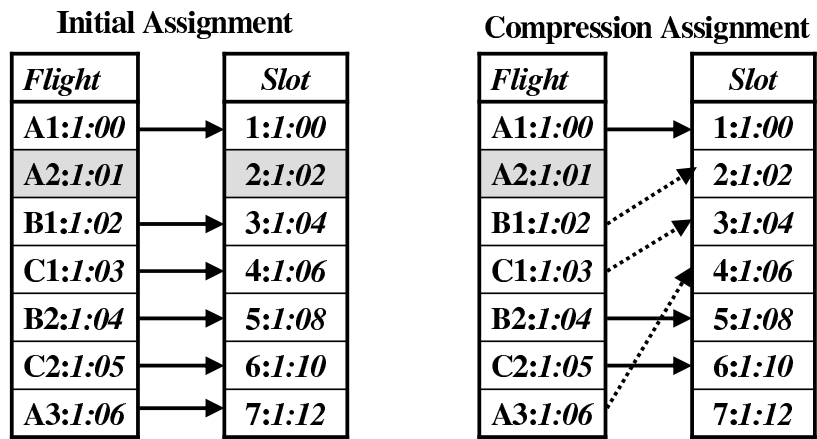 Initial Assignment
Flight Slot
A1:1:00 1:1:00
A2:1:01 2:1:02
B1:1:02 3:1:04
C1:1:03 4:1:06
B2:1:04 5:1:08
C2:1:05 6:1:10
A3:1:06 7:1:12
Compression Assignment
Flight Slot
A1:1:00 1:1:00
A2:1:01 2:1:02
B1:1:02 3:1:04
C1:1:03 4:1:06
B2:1:04 5:1:08
C2:1:05 6:1:10
A3:1:06 7:1:12